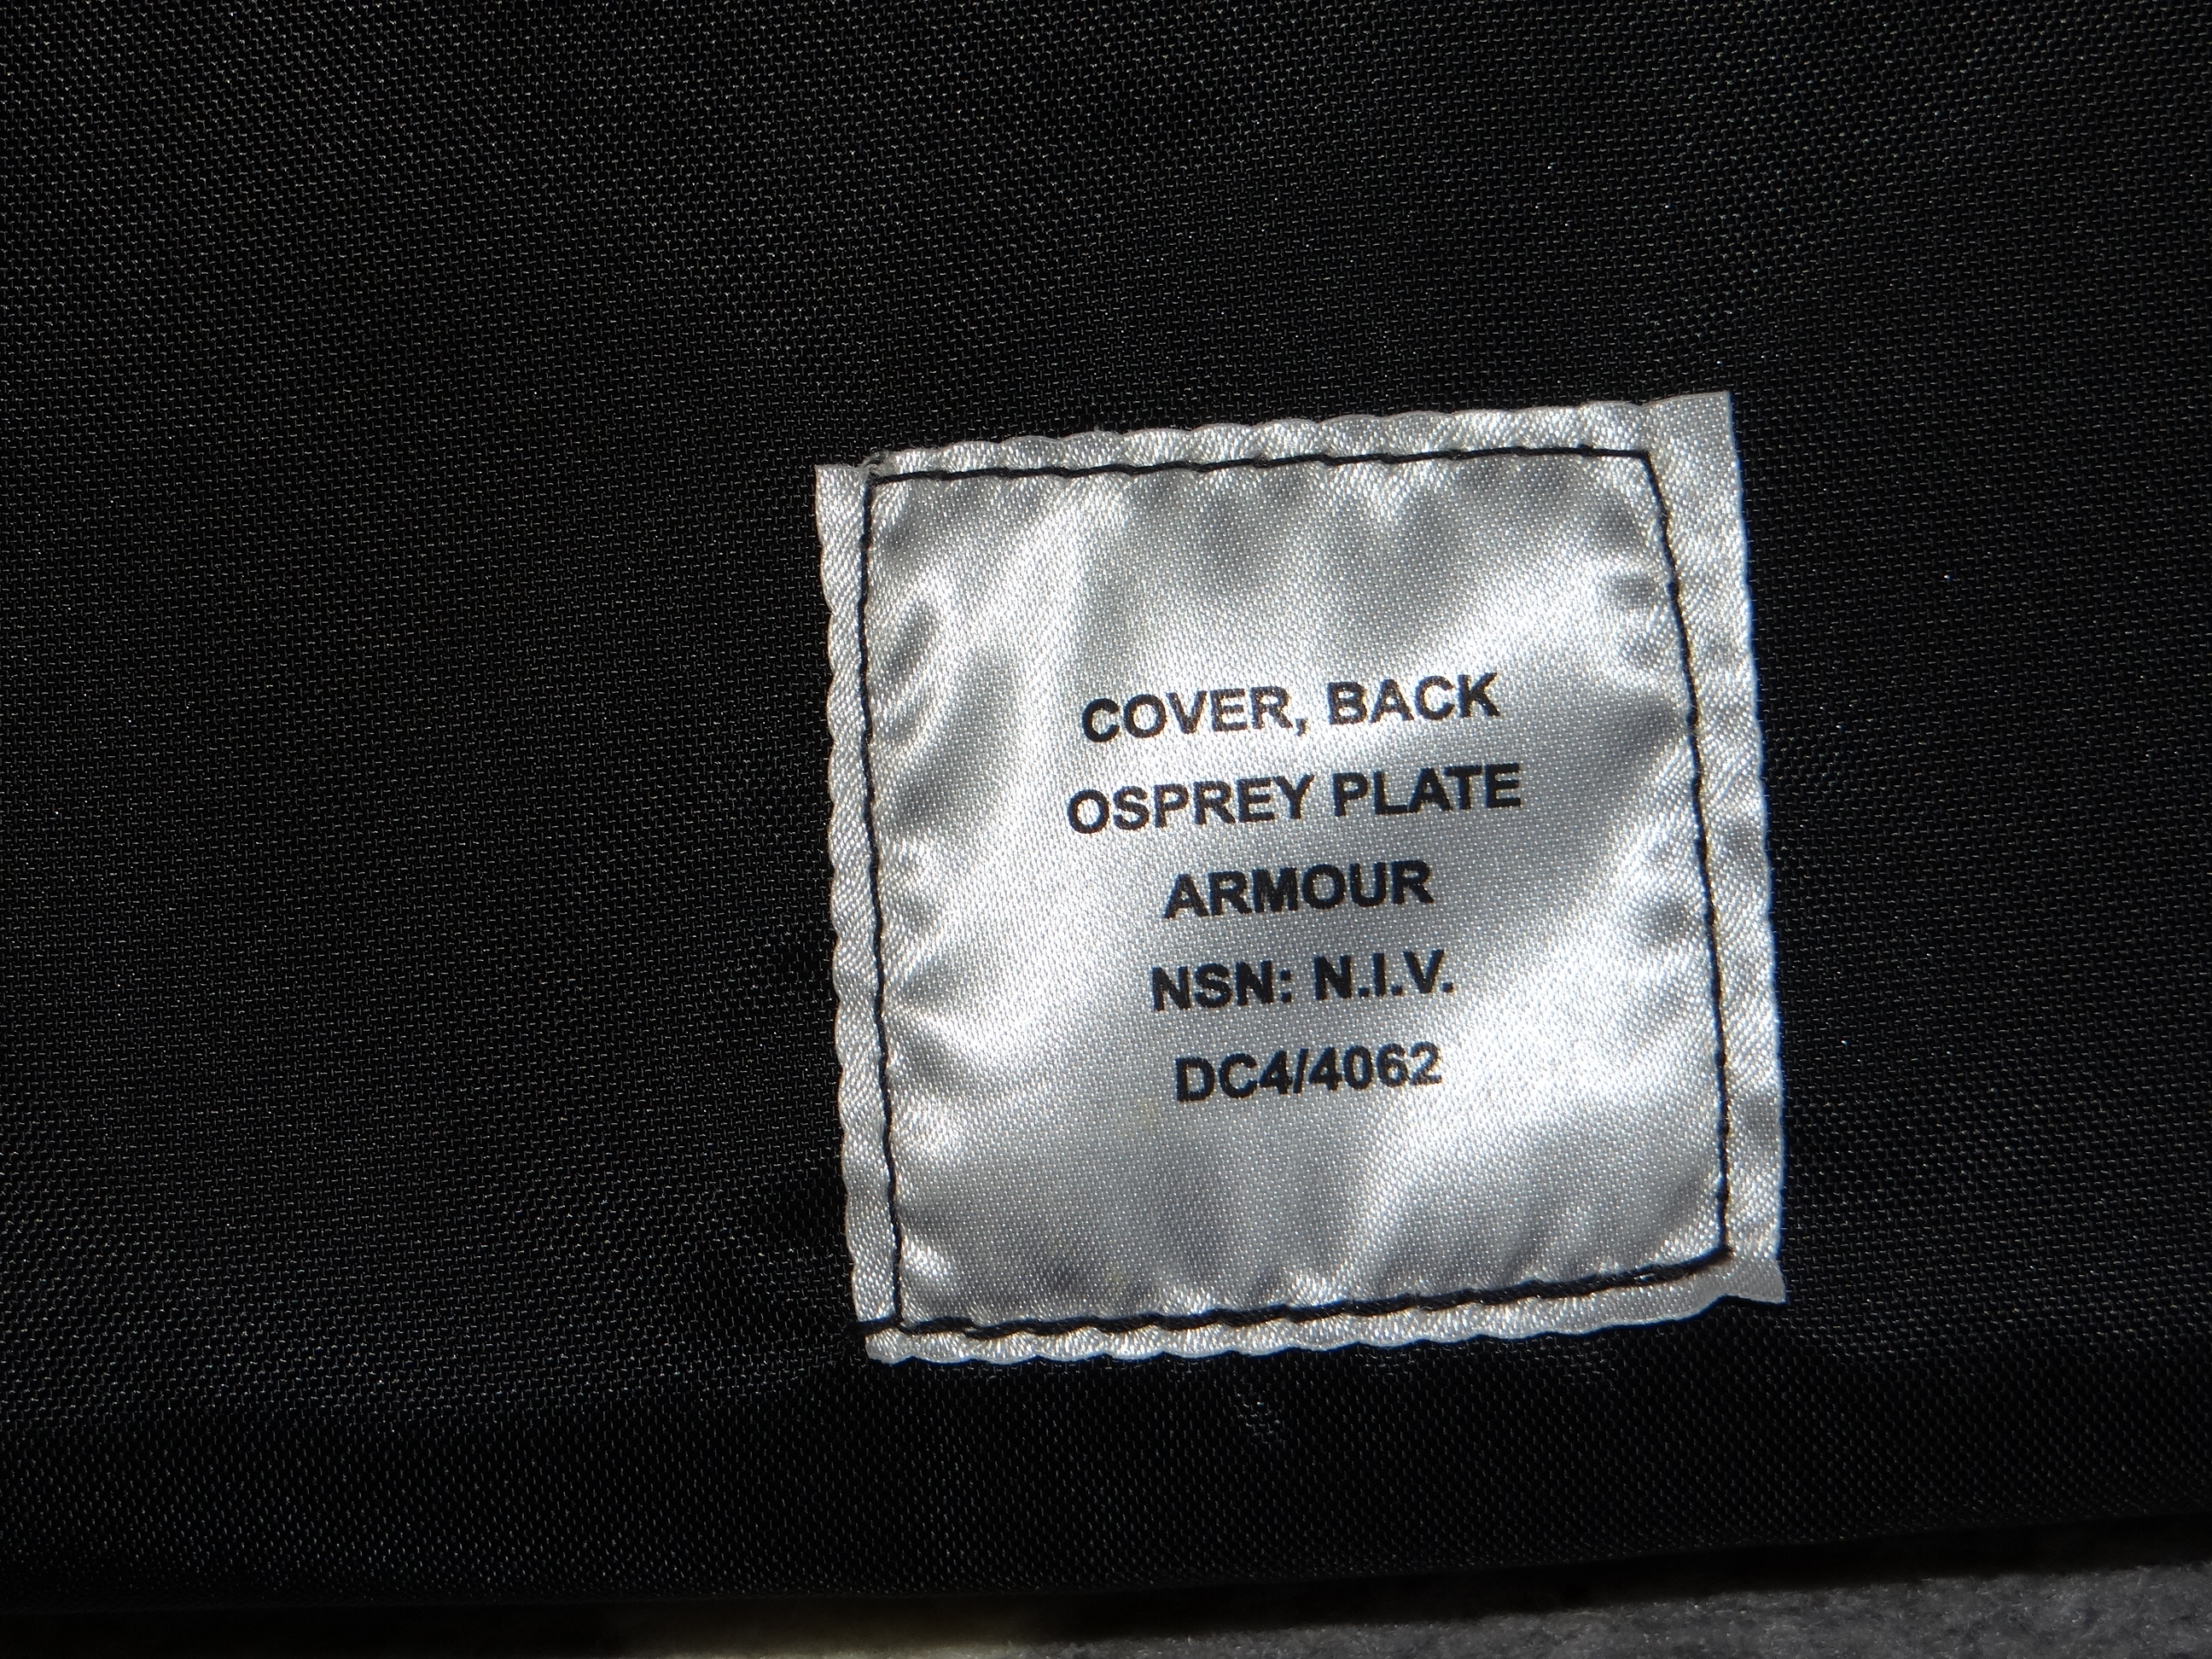 COVER, BACK
OSPREY PLATE
ARMOUR
NSN: N.I.V.
DC4/4062